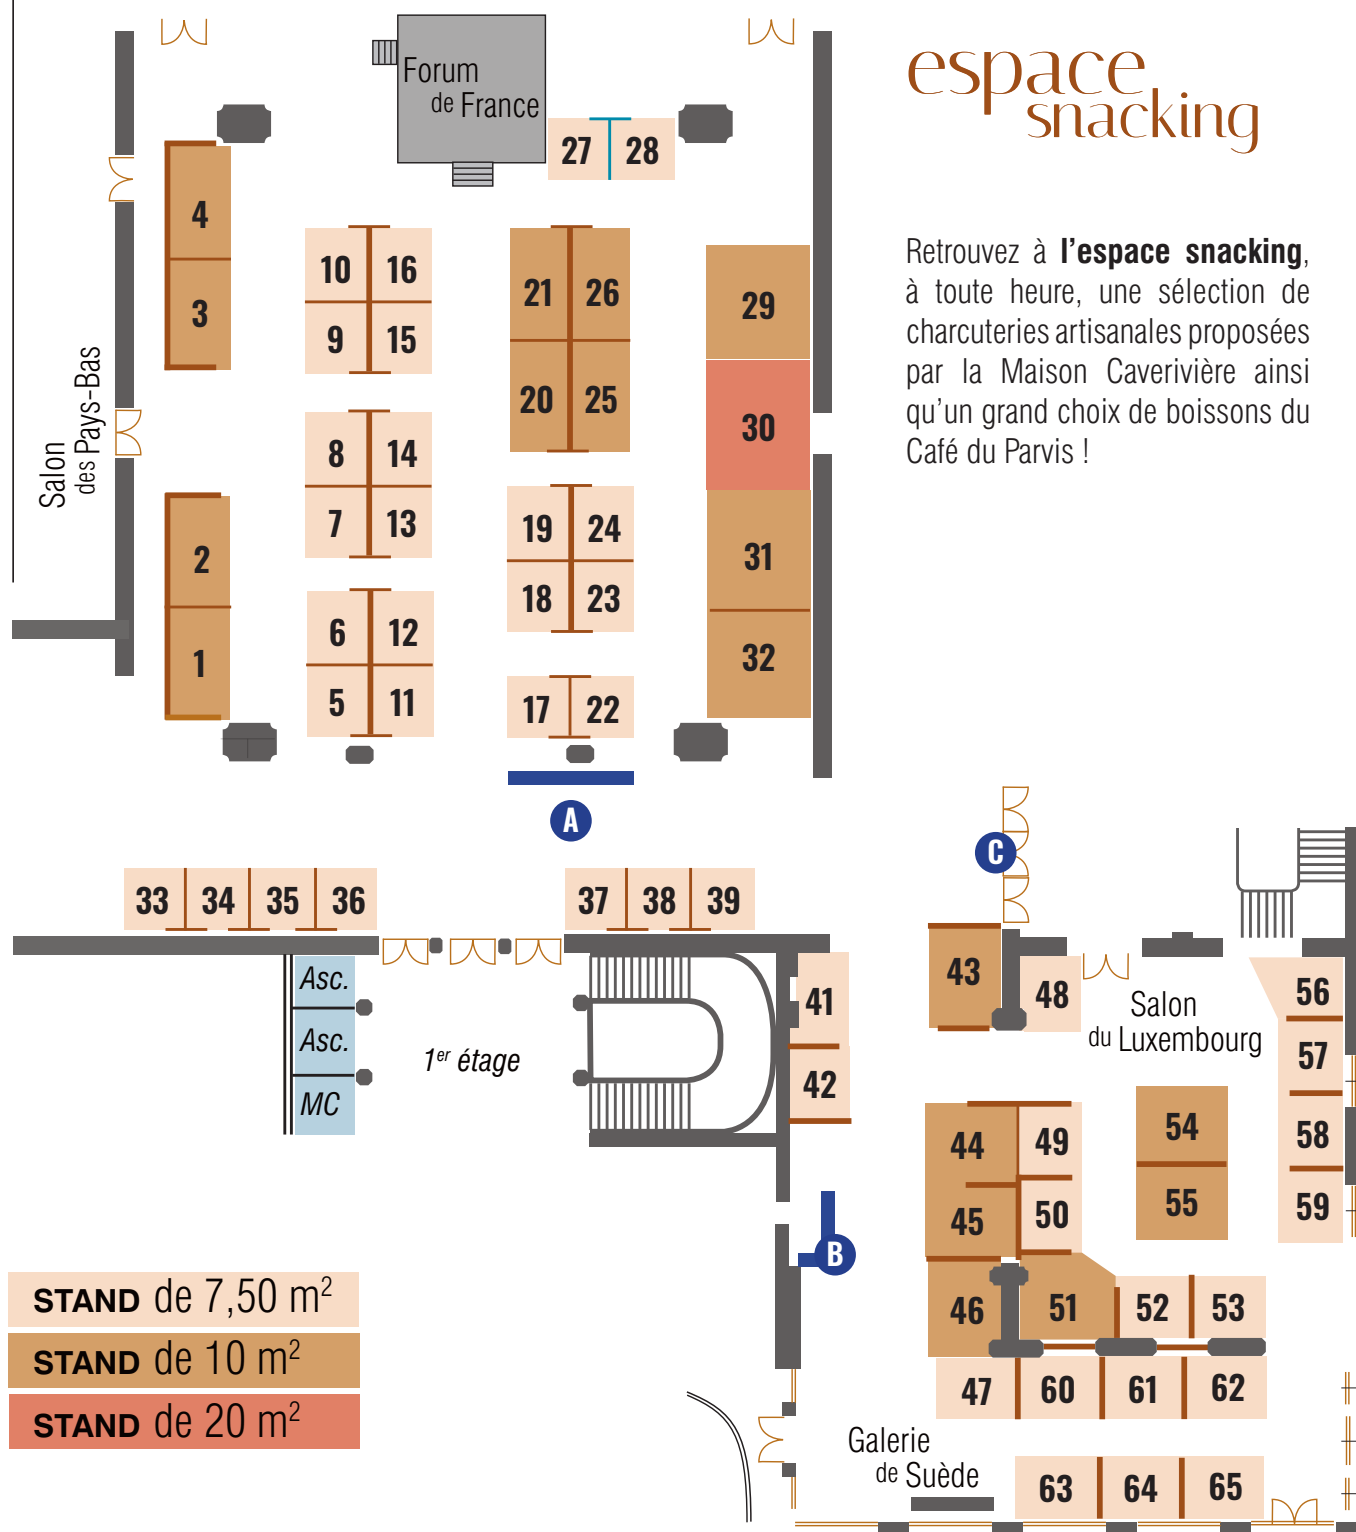 espace
snacking
Forum
de France
27 28
4
3
10 16
9 15
21 26
20 25
29
30
Retrouvez à l'espace snacking,
à toute heure, une sélection de
charcuteries artisanales proposées
par la Maison Caverivière ainsi
qu'un grand choix de boissons du
Café du Parvis !
Salon
des Pays-Bas
8 14
7 13
2
1
19 24
18 23
31
32
6 12
5 11
17 22
A
33 34 35 36
37 38 39
C
Asc.
Asc.
MC
1er étage
41
42
43
48
Salon
du Luxembourg
56
57
58
59
44 49
45 50
54
55
B
46 51 52 53
47 60 61 62
STAND de 7,50 m²
STAND de 10 m²
STAND de 20 m²
Galerie
de Suède
63 64 65